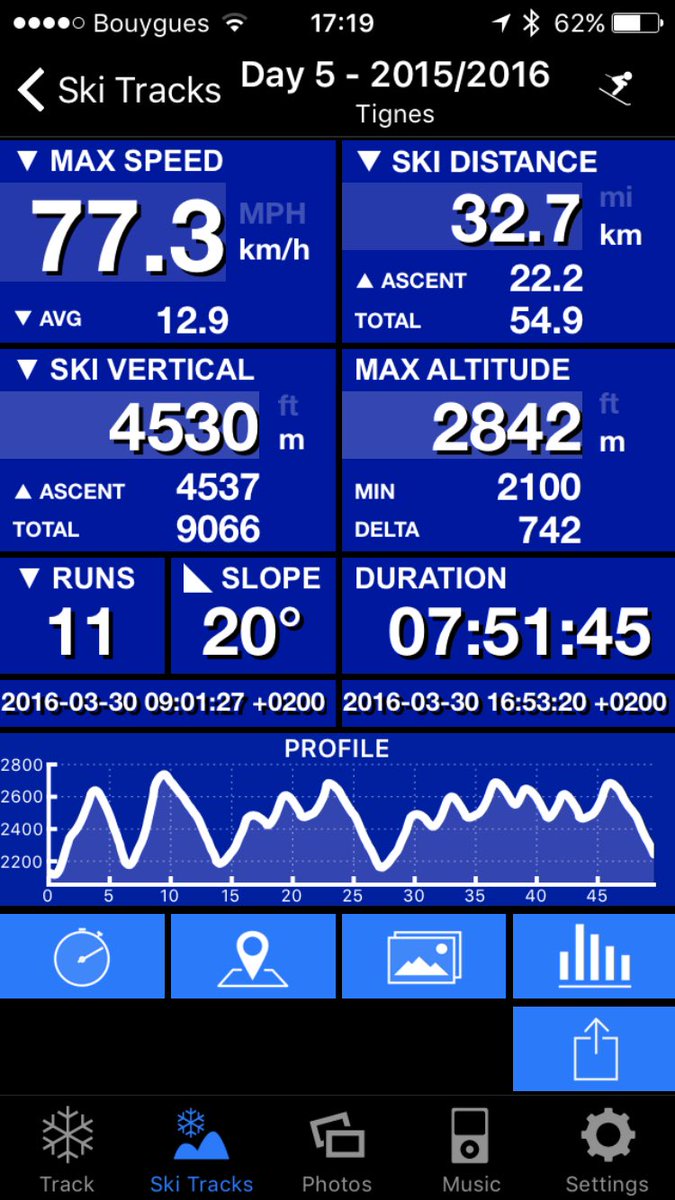 Bouygues 17:19 62%
Ski Tracks Day 5 - 2015/2016
Tignes
▼ MAX SPEED
77.3 MPH
km/h
▼ AVG 12.9
▼ SKI DISTANCE
32.7 mi
km
▲ ASCENT 22.2
TOTAL 54.9
▼ SKI VERTICAL
4530 ft
m
▲ ASCENT 4537
TOTAL 9066
MAX ALTITUDE
2842 ft
m
MIN 2100
DELTA 742
▼ RUNS
11
SLOPE
20°
DURATION
07:51:45
2016-03-30 09:01:27 +0200
2016-03-30 16:53:20 +0200
PROFILE
2800
2600
2400
2200
0 5 10 15 20 25 30 35 40 45
Track Ski Tracks Photos Music Settings